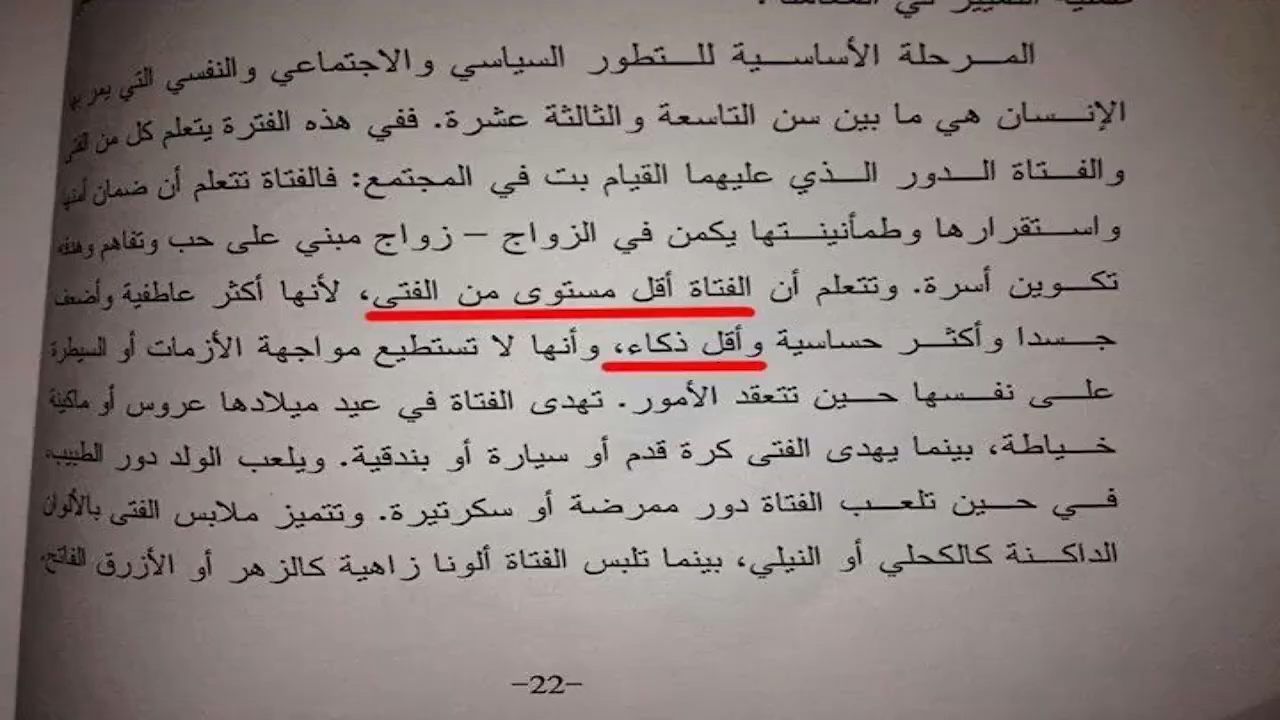 المرحلة الأساسية للتطور السياسي والاجتماعي والنفسي التي يمر بها
الإنسان هي ما بين سن التاسعة والثالثة عشرة. ففي هذه الفترة يتعلم كل من
والفتاة الدور الذي عليهما القيام بت في المجتمع: فالفتاة تتعلم أن ضمان أمنها
واستقرارها وطمأنينتها يكمن في الزواج – زواج مبني على حب وتفاهم
تكوين أسرة. وتتعلم أن الفتاة أقل مستوى من الفتى، لأنها أكثر عاطفية وأضعف
جسدا وأكثر حساسية وأقل ذكاء، وأنها لا تستطيع مواجهة الأزمات أو السيطرة
على نفسها حين تتعقد الأمور. تهدى الفتاة في عيد ميلادها عروس أو ماكينة
خياطة، بينما يهدى الفتى كرة قدم أو سيارة أو بندقية. ويلعب الولد دور الطبيب،
في حين تلعب الفتاة دور ممرضة أو سكرتيرة. وتتميز ملابس الفتى بالألوان
الداكنة كالكحلي أو النيلي، بينما تلبس الفتاة ألونا زاهية كالزهر أو الأزرق الفاتح،
–22–